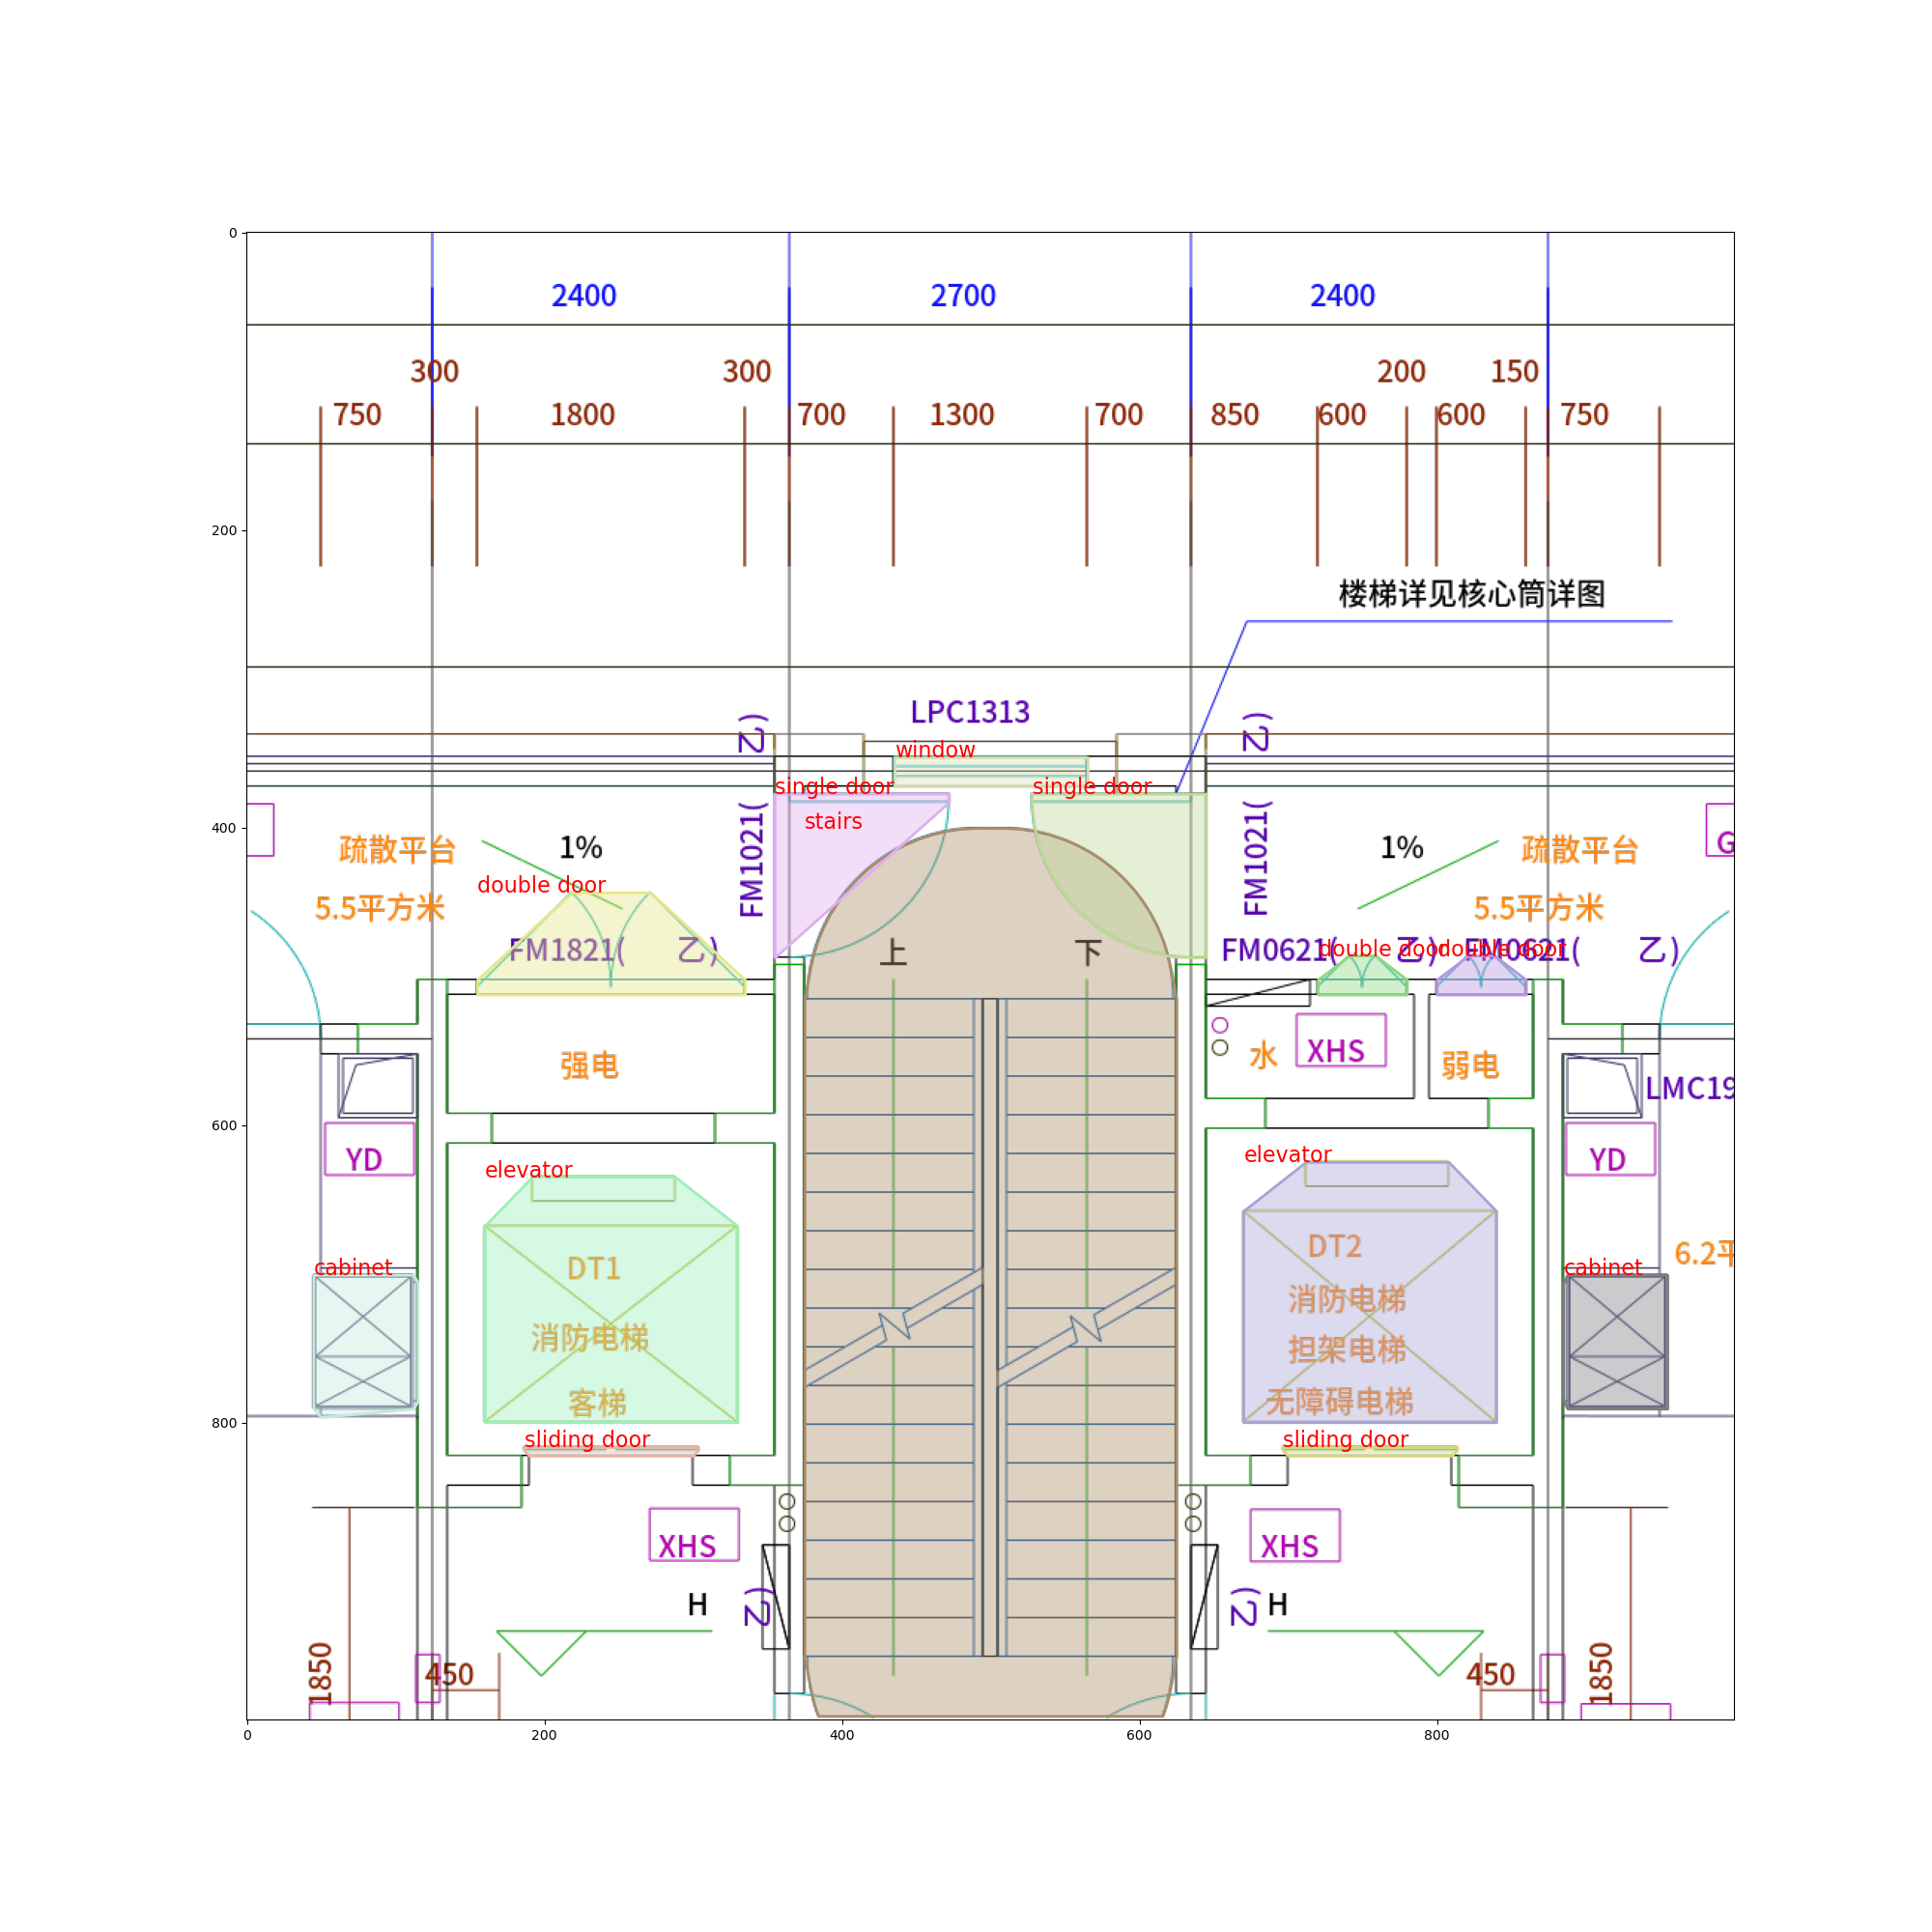 0
2400
2700
2400
300
300
200
150
750
1800
700
1300
700
850
600
600
750
200
楼梯详见核心筒详图
LPC1313
window
single door
single door
stairs
400
疏散平台
1%
FM1021(
乙)
FM1021(
乙)
1%
疏散平台
G
double door
5.5平方米
5.5平方米
FM1821(
乙)
上
下
FM0621(
乙)
double door
double door
FM0621(
乙)
强电
水
XHS
弱电
LMC19
600
YD
YD
elevator
elevator
DT1
消防电梯
客梯
DT2
消防电梯
担架电梯
无障碍电梯
6.2平
cabinet
cabinet
800
sliding door
sliding door
XHS
XHS
H
(乙
(乙
H
1850
450
450
1850
0
200
400
600
800